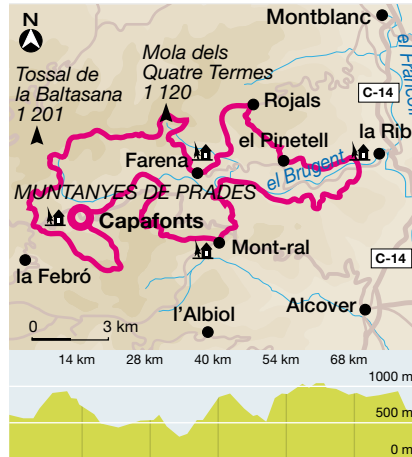 N
Montblanc
Mola dels
Quatre Termes
1 120
Tossal de
la Baltasana
1 201
C-14
Rojals
el Pinetell
la Rib
Farena
el Brugent
MUNTANYES DE PRADES
Capafonts
Mont-ral
C-14
la Febró
l'Albiol
Alcover
0 3 km
14 km 28 km 40 km 54 km 68 km
1000 m
500 m
0 m